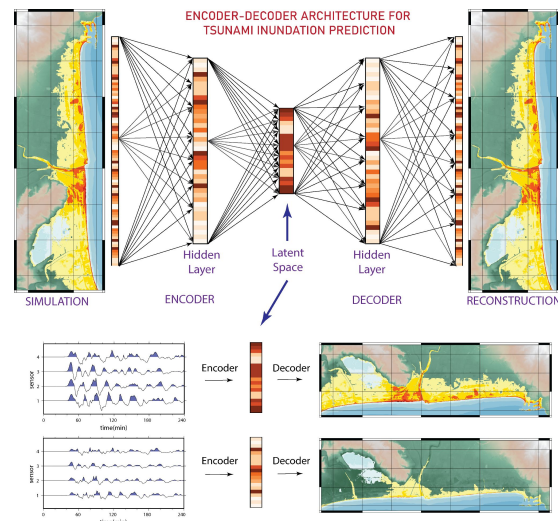 ENCODER-DECODER ARCHITECTURE FOR
TSUNAMI INUNDATION PREDICTION
Hidden
Layer
Latent
Space
Hidden
Layer
SIMULATION
ENCODER
DECODER
RECONSTRUCTION
sensor
4
3
2
1
0
60
120
180
240
time(min)
Encoder
Decoder
sensor
4
3
2
1
0
60
120
180
240
time(min)
Encoder
Decoder